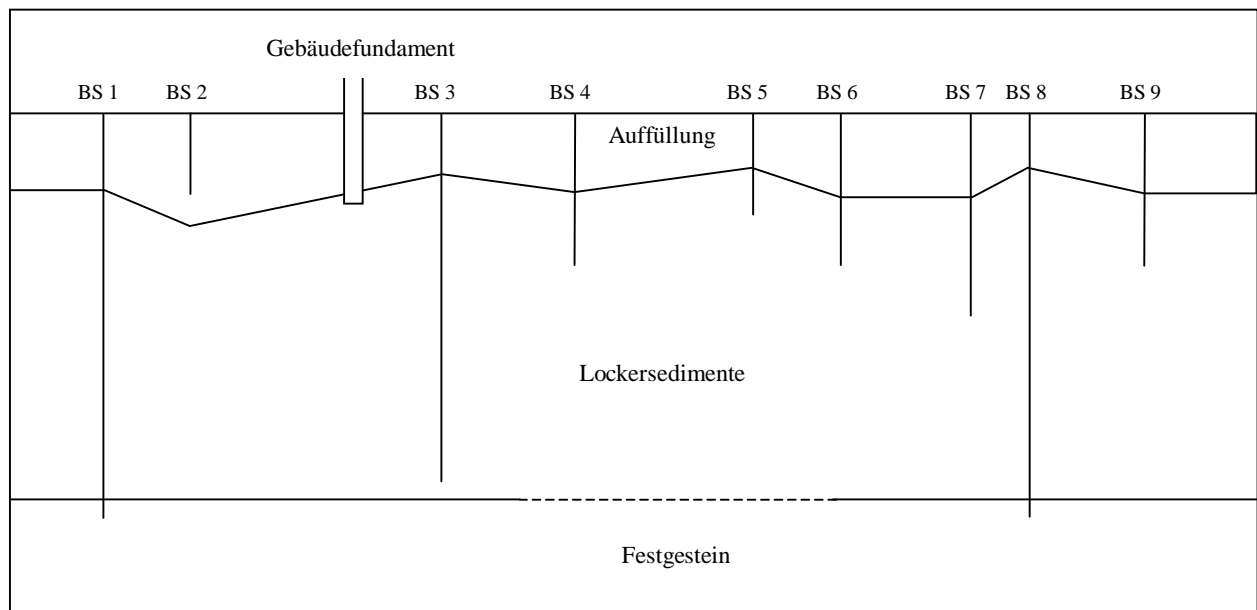 Gebäudefundament
BS 1 BS 2 BS 3 BS 4 BS 5 BS 6 BS 7 BS 8 BS 9
Auffüllung
Lockersedimente
Festgestein